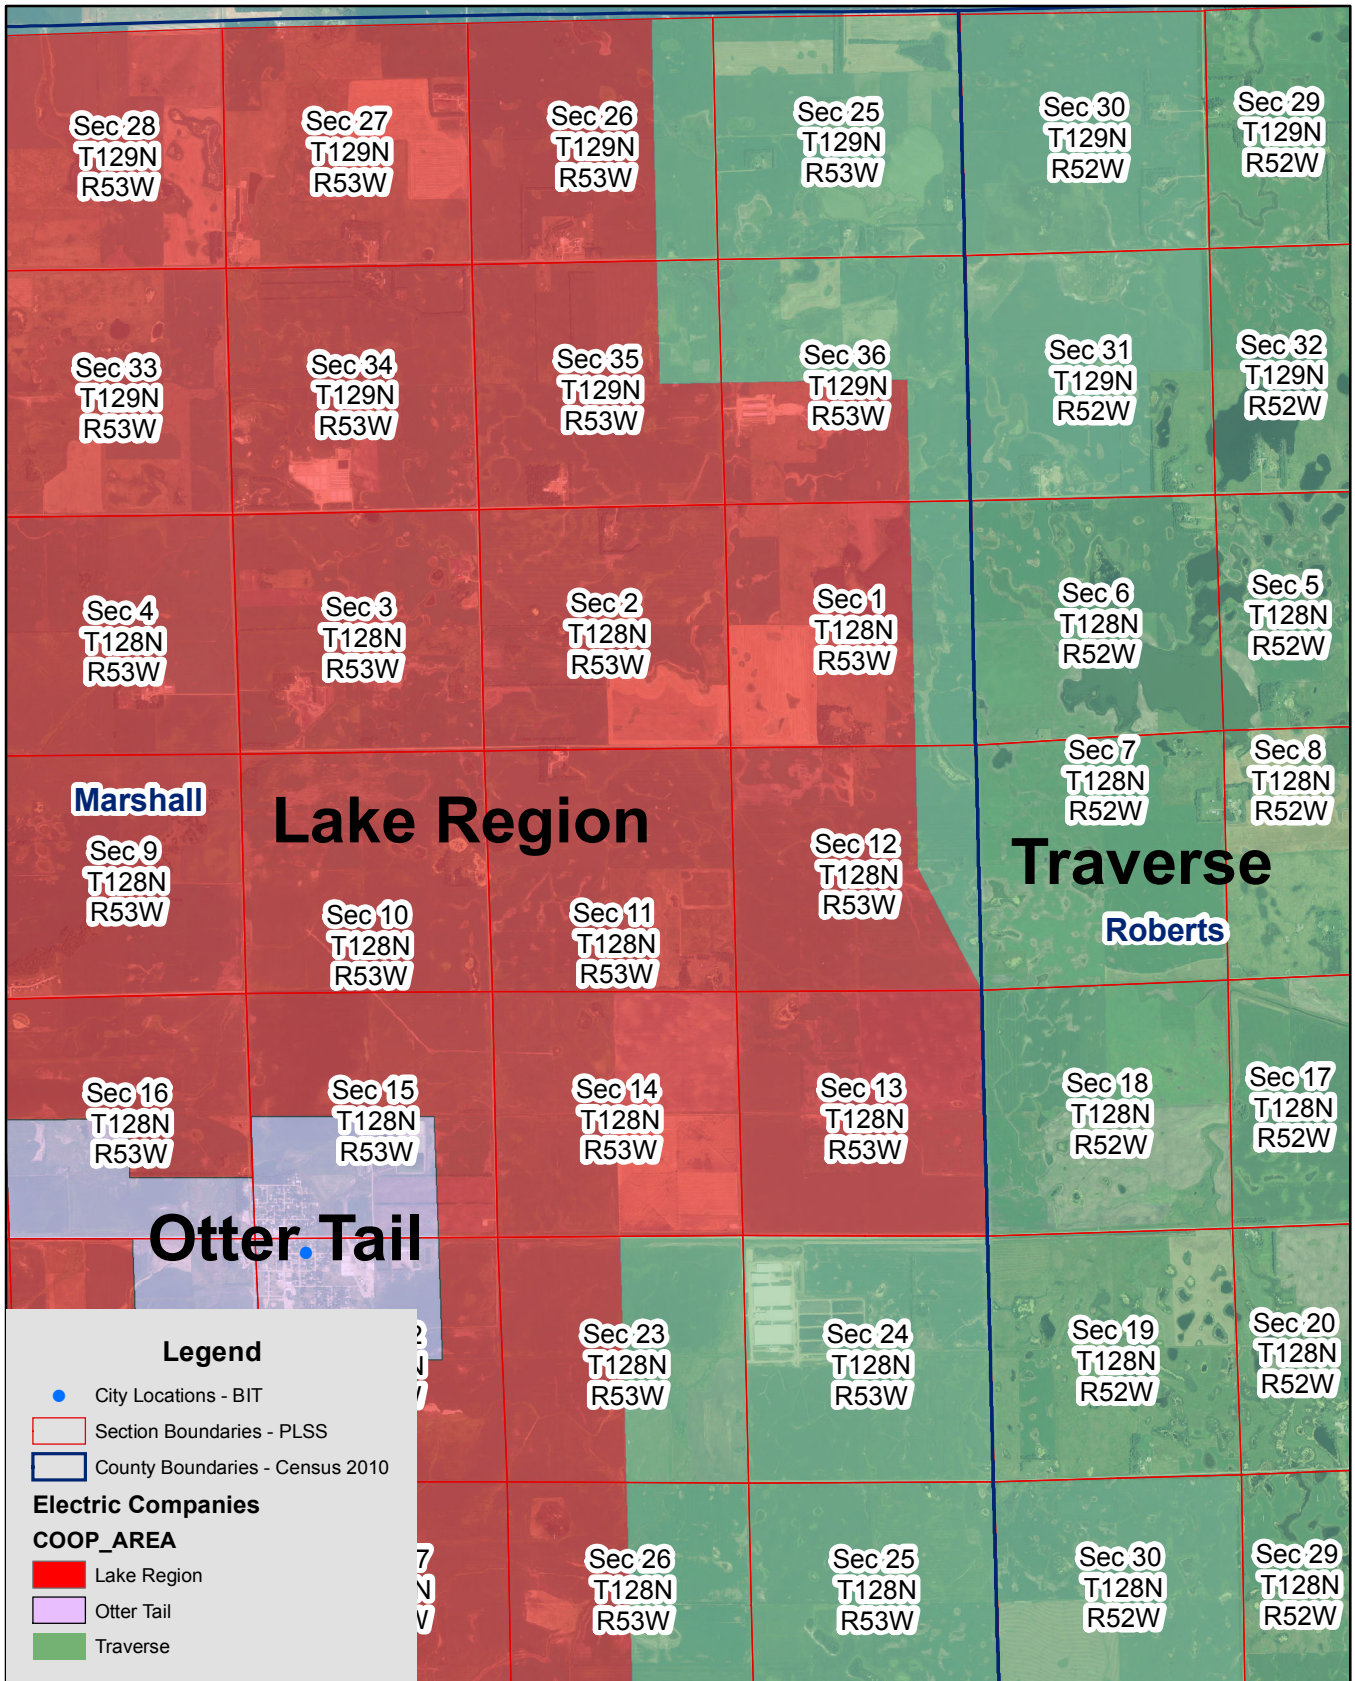 Sec 28
T129N
R53W
Sec 27
T129N
R53W
Sec 26
T129N
R53W
Sec 25
T129N
R53W
Sec 30
T129N
R52W
Sec 29
T129N
R52W
Sec 33
T129N
R53W
Sec 34
T129N
R53W
Sec 35
T129N
R53W
Sec 36
T129N
R53W
Sec 31
T129N
R52W
Sec 32
T129N
R52W
Sec 4
T128N
R53W
Sec 3
T128N
R53W
Sec 2
T128N
R53W
Sec 1
T128N
R53W
Sec 6
T128N
R52W
Sec 5
T128N
R52W
Marshall
Lake Region
Sec 7
T128N
R52W
Sec 8
T128N
R52W
Traverse
Roberts
Sec 9
T128N
R53W
Sec 10
T128N
R53W
Sec 11
T128N
R53W
Sec 12
T128N
R53W
Sec 16
T128N
R53W
Sec 15
T128N
R53W
Sec 14
T128N
R53W
Sec 13
T128N
R53W
Sec 18
T128N
R52W
Sec 17
T128N
R52W
Otter Tail
Sec 23
T128N
R53W
Sec 24
T128N
R53W
Sec 19
T128N
R52W
Sec 20
T128N
R52W
Sec 26
T128N
R53W
Sec 25
T128N
R53W
Sec 30
T128N
R52W
Sec 29
T128N
R52W
Legend
City Locations - BIT
Section Boundaries - PLSS
County Boundaries - Census 2010
Electric Companies
COOP_AREA
Lake Region
Otter Tail
Traverse